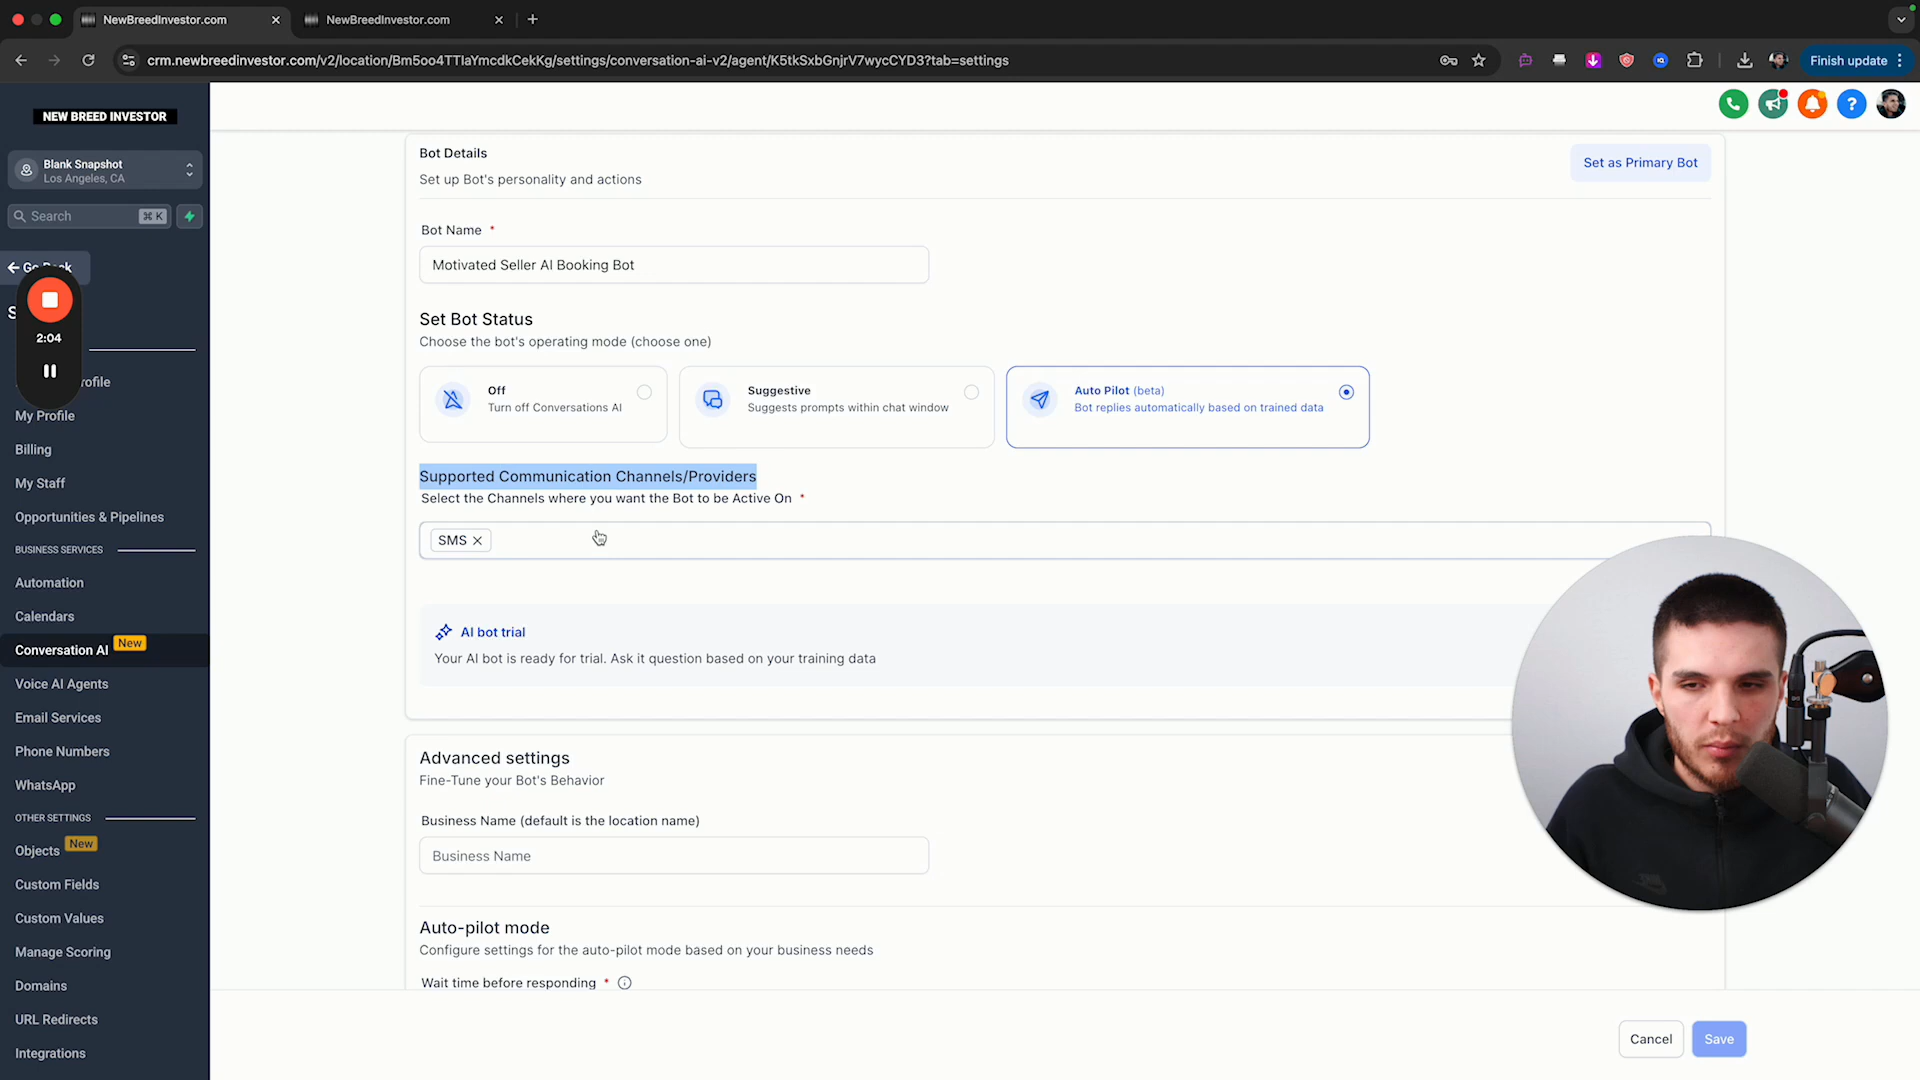 NewBreedInvestor.com
NewBreedInvestor.com
crm.newbreedinvestor.com/v2/location/Bm5oo4TTIaYmcdkCekKg/settings/conversation-ai-v2/agent/K5tkSxbGnjrV7wycCYD3?tab=settings
Finish update
NEW BREED INVESTOR
Blank Snapshot
Los Angeles, CA
Search
⌘ K
2:04
My Profile
Billing
My Staff
Opportunities & Pipelines
BUSINESS SERVICES
Automation
Calendars
Conversation AI New
Voice AI Agents
Email Services
Phone Numbers
WhatsApp
OTHER SETTINGS
Objects New
Custom Fields
Custom Values
Manage Scoring
Domains
URL Redirects
Integrations
Bot Details
Set up Bot's personality and actions
Set as Primary Bot
Bot Name *
Motivated Seller AI Booking Bot
Set Bot Status
Choose the bot's operating mode (choose one)
Off
Turn off Conversations AI
Suggestive
Suggests prompts within chat window
Auto Pilot (beta)
Bot replies automatically based on trained data
Supported Communication Channels/Providers
Select the Channels where you want the Bot to be Active On *
SMS
AI bot trial
Your AI bot is ready for trial. Ask it question based on your training data
Advanced settings
Fine-Tune your Bot's Behavior
Business Name (default is the location name)
Business Name
Auto-pilot mode
Configure settings for the auto-pilot mode based on your business needs
Wait time before responding *
Cancel
Save